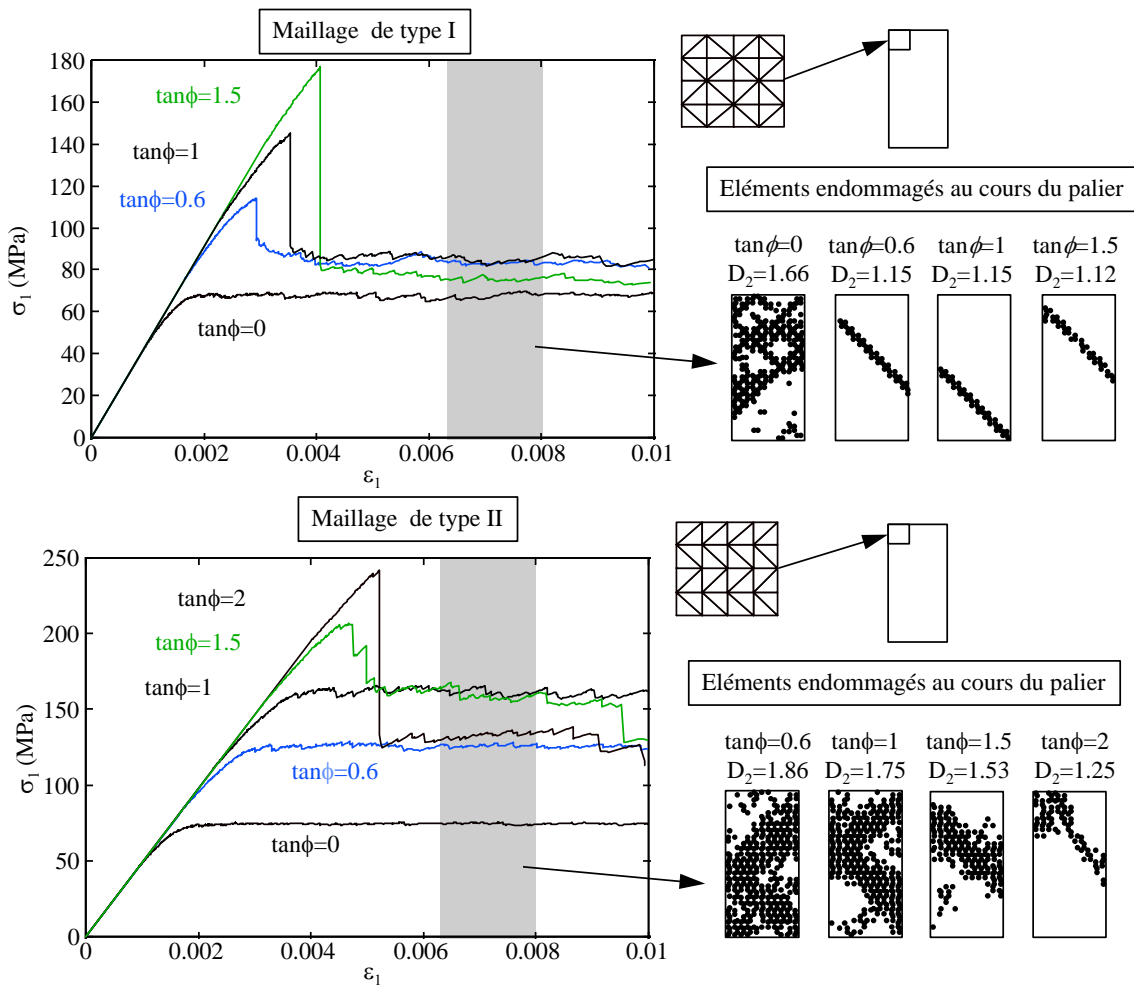 Maillage de type I
180
160
140
120
100
80
60
40
20
0
σ1 (MPa)
tanϕ=1.5
tanϕ=1
tanϕ=0.6
tanϕ=0
0 0.002 0.004 0.006 0.008 0.01
ε1
Eléments endommagés au cours du palier
tanϕ=0 tanϕ=0.6 tanϕ=1 tanϕ=1.5
D2=1.66 D2=1.15 D2=1.15 D2=1.12
Maillage de type II
250
200
150
100
50
0
σ1 (MPa)
tanϕ=2
tanϕ=1.5
tanϕ=1
tanϕ=0.6
tanϕ=0
0 0.002 0.004 0.006 0.008 0.01
ε1
Eléments endommagés au cours du palier
tanϕ=0.6 tanϕ=1 tanϕ=1.5 tanϕ=2
D2=1.86 D2=1.75 D2=1.53 D2=1.25